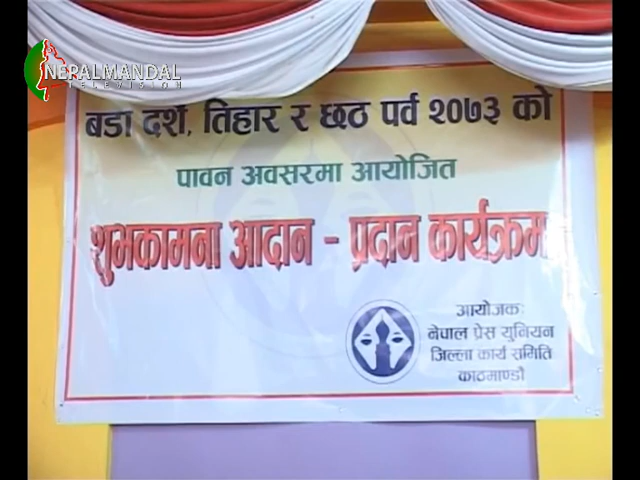 NEPALMANDAL
TELEVISION
बडा दशैं, तिहार र छठ पर्व २०७३ को
पावन अवसरमा आयोजित
शुभकामना आदान - प्रदान कार्यक्रम
आयोजकः
नेपाल प्रेस युनियन
जिल्ला कार्य समिति
काठमाण्डौ